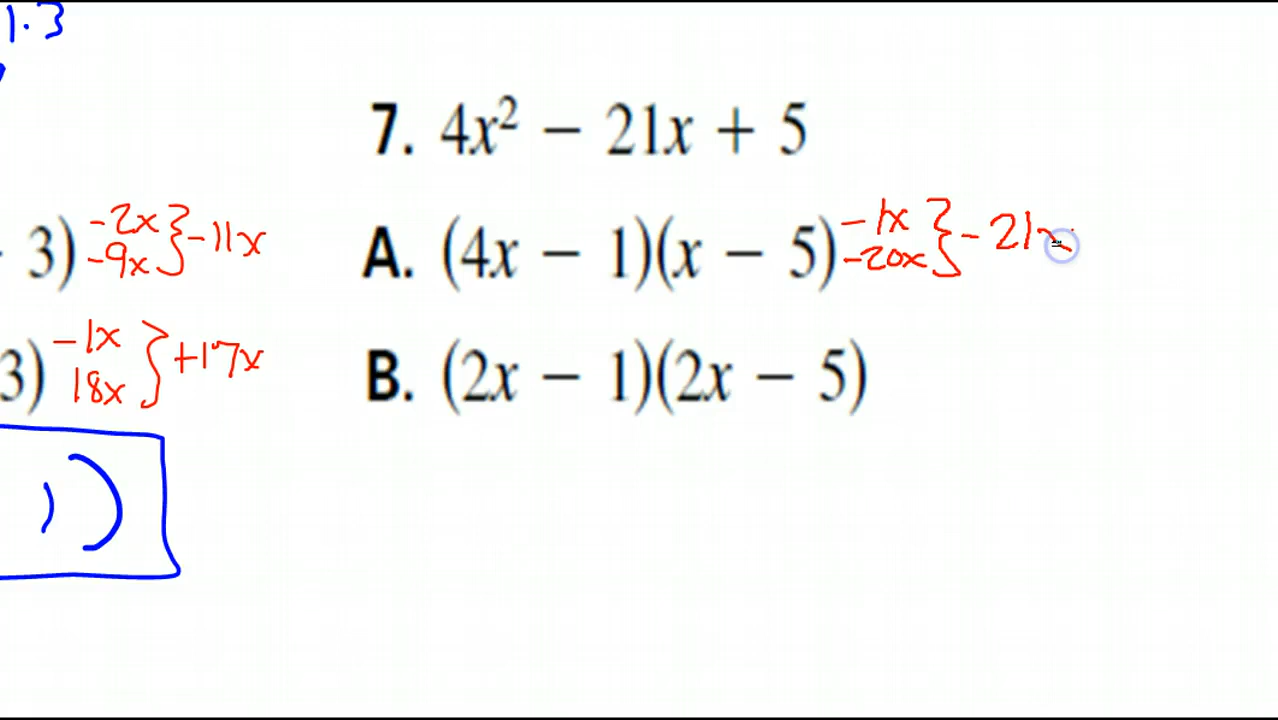 1·3
7. 4x² − 21x + 5
3) -2x } -11x
-9x
A. (4x − 1)(x − 5) -1x } -21x
-20x
3) -1x } +17x
18x
B. (2x − 1)(2x − 5)
1)